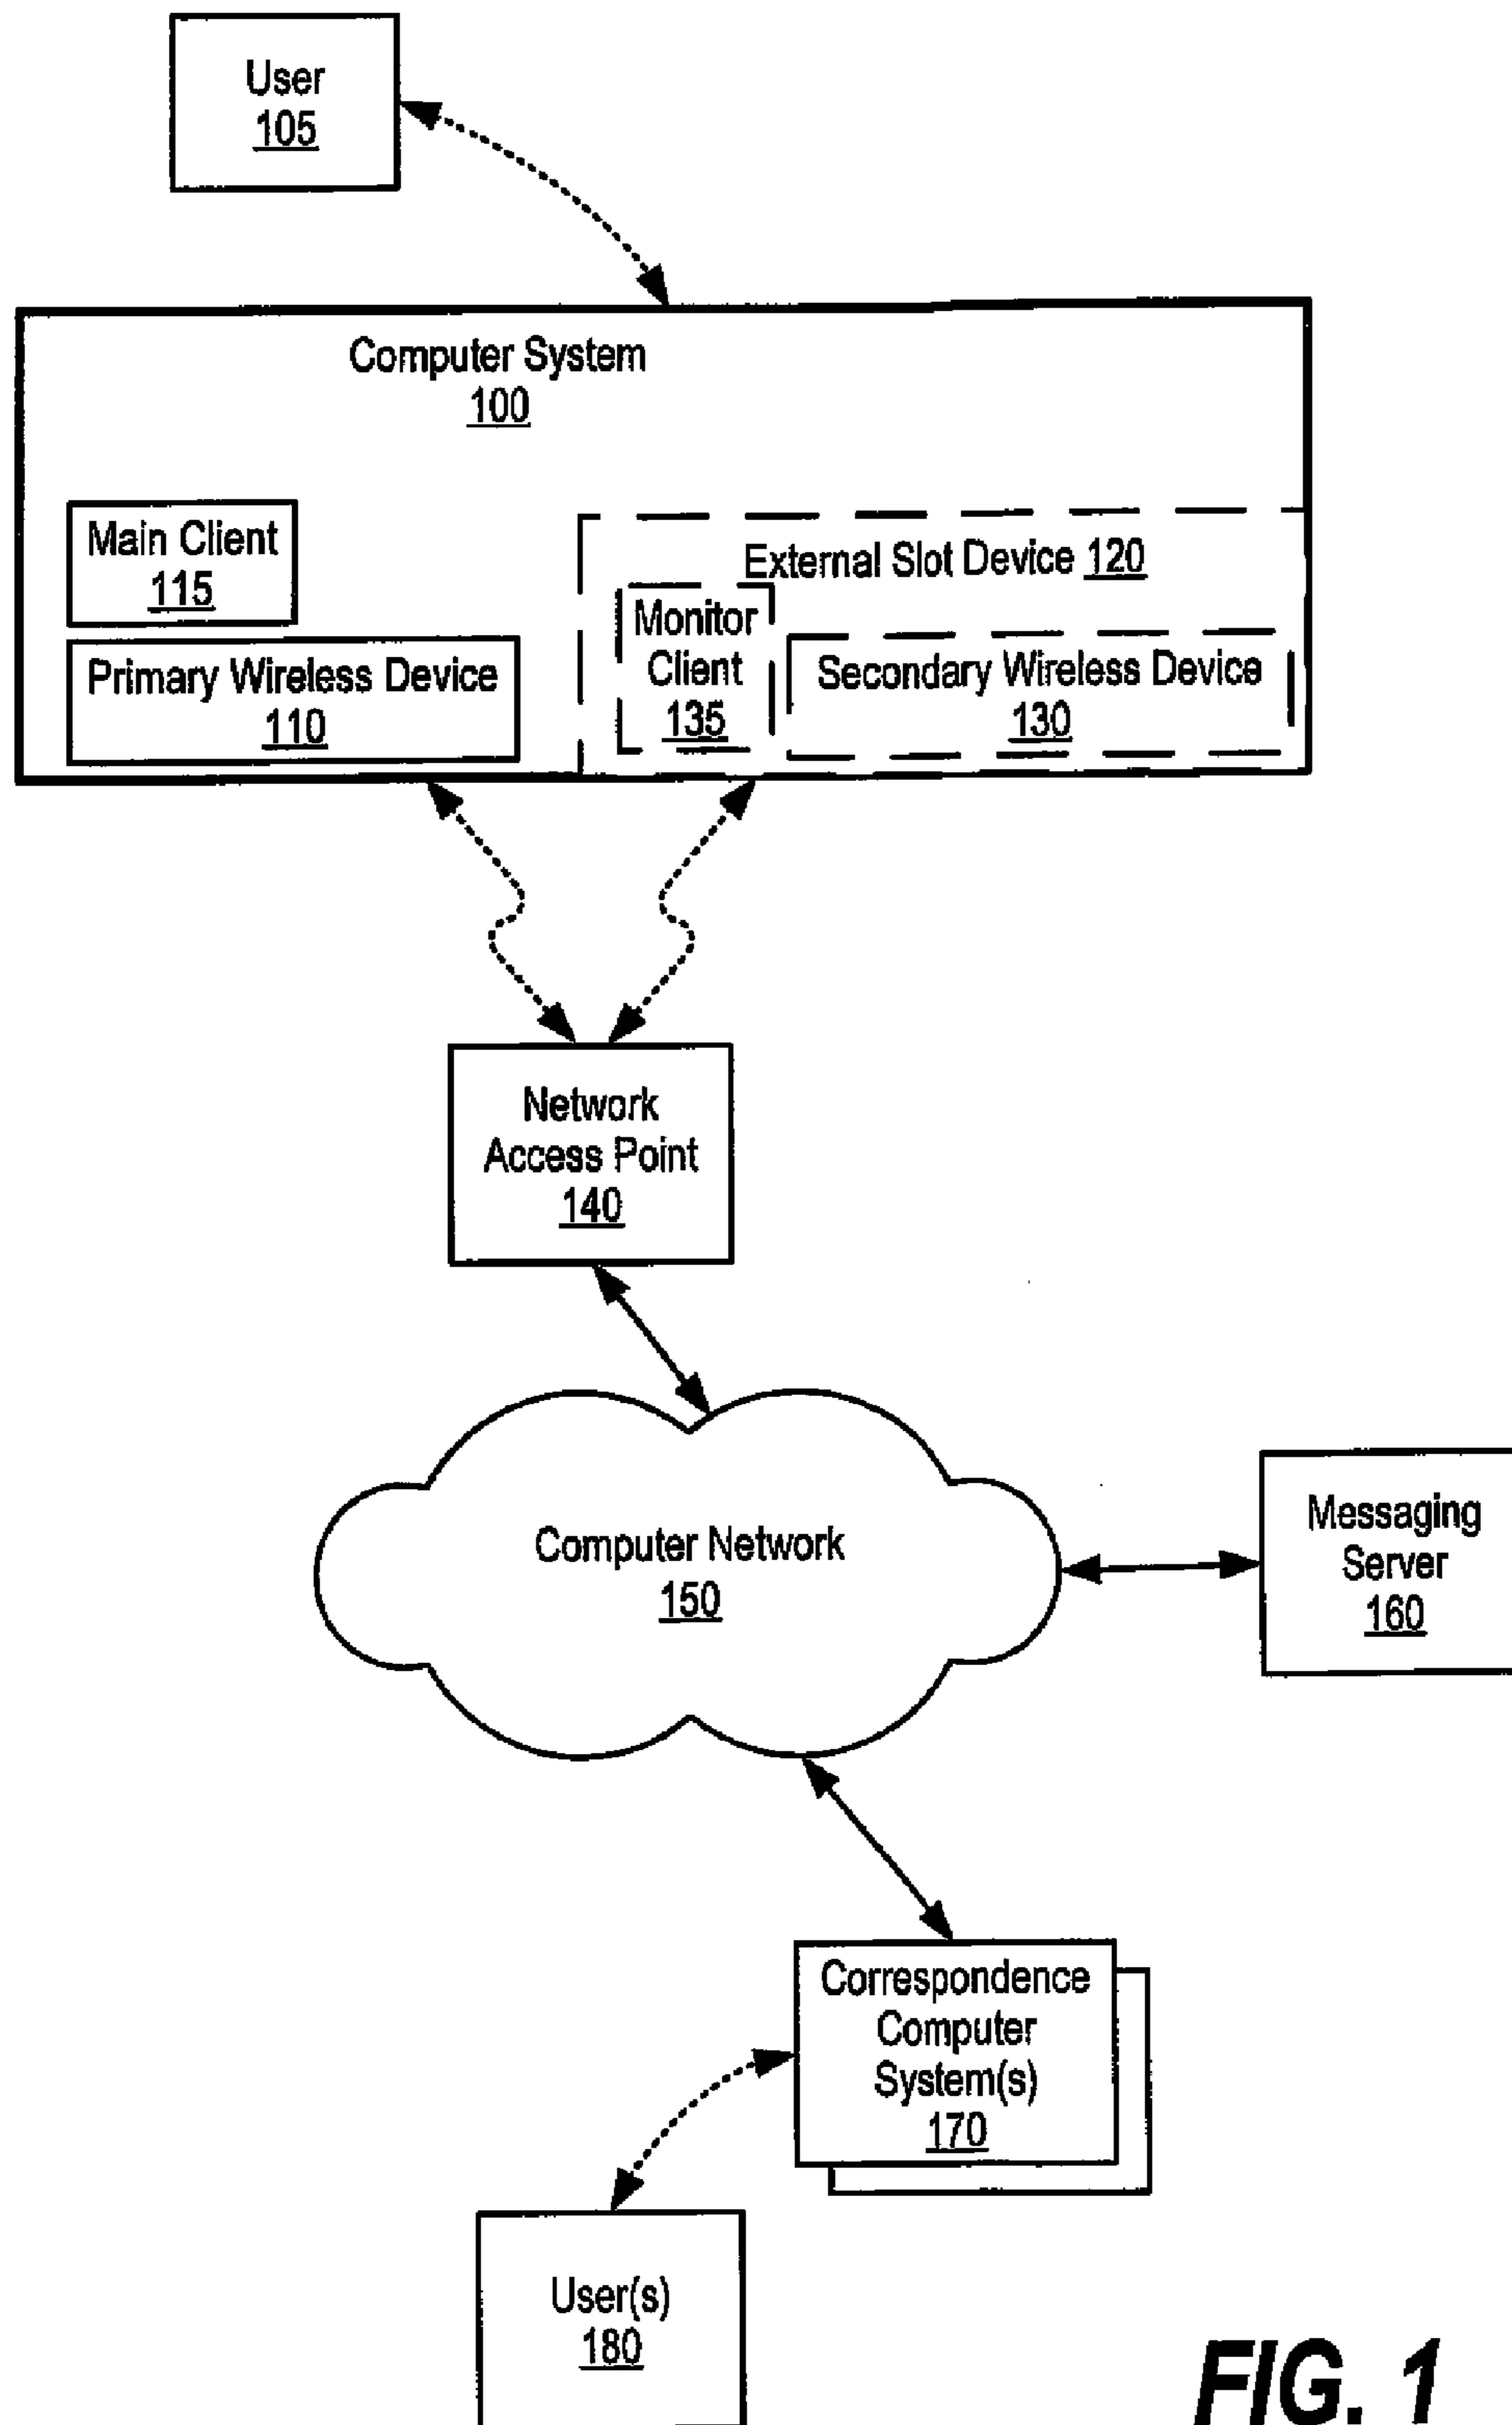 User
105
Computer System
100
Main Client
115
Primary Wireless Device
110
External Slot Device 120
Monitor
Client
135
Secondary Wireless Device
130
Network
Access Point
140
Computer Network
150
Messaging
Server
160
Correspondence
Computer
System(s)
170
User(s)
180
FIG. 1